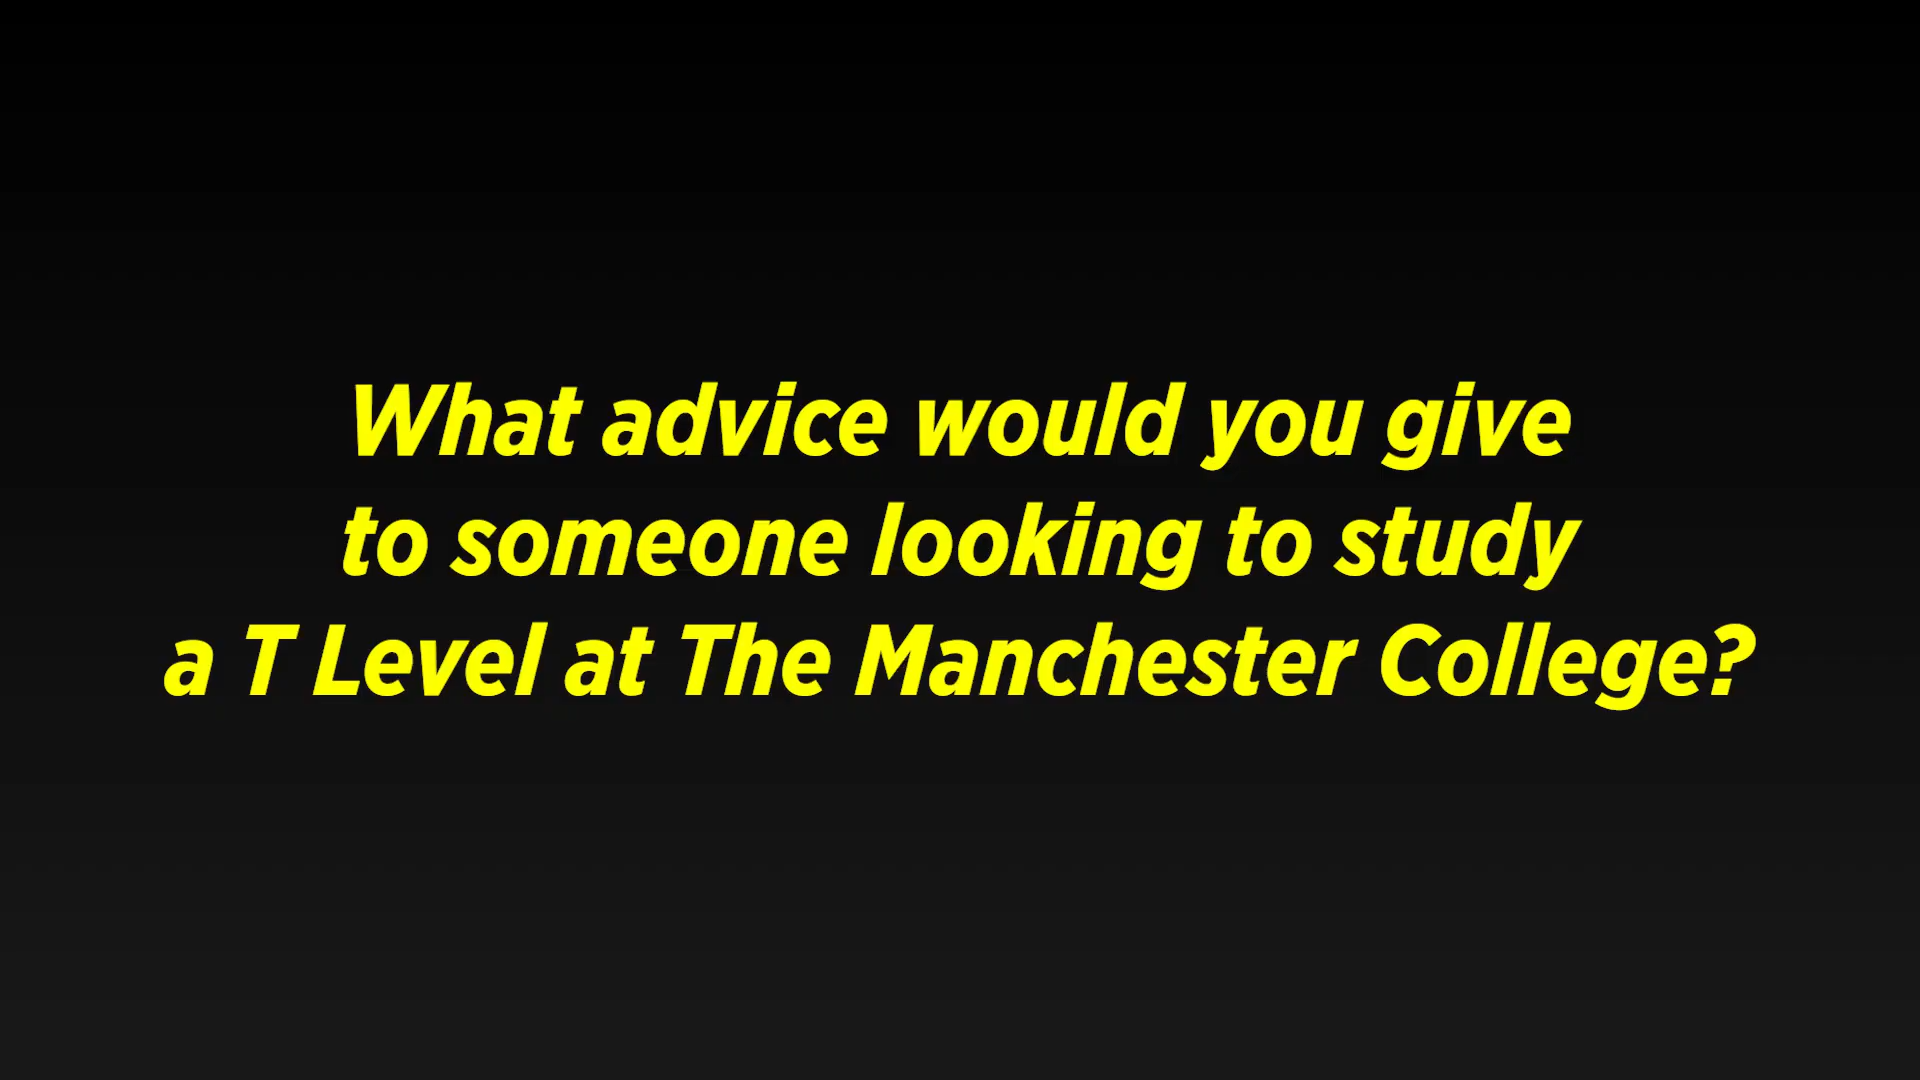 What advice would you give
to someone looking to study
a T Level at The Manchester College?